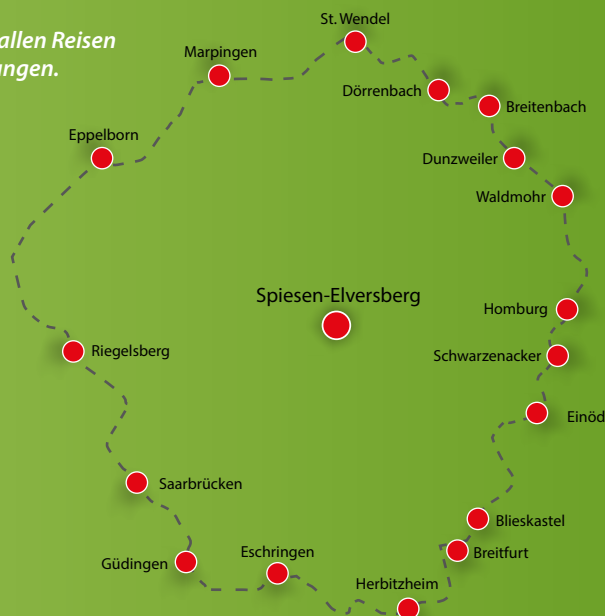 allen Reisen
ungen.
St. Wendel
Marpingen
Dörrenbach
Breitenbach
Eppelborn
Dunzweiler
Waldmohr
Spiesen-Elversberg
Homburg
Riegelsberg
Schwarzenacker
Einöd
Saarbrücken
Blieskastel
Eschringen
Breitfurt
Güdingen
Herbitzheim